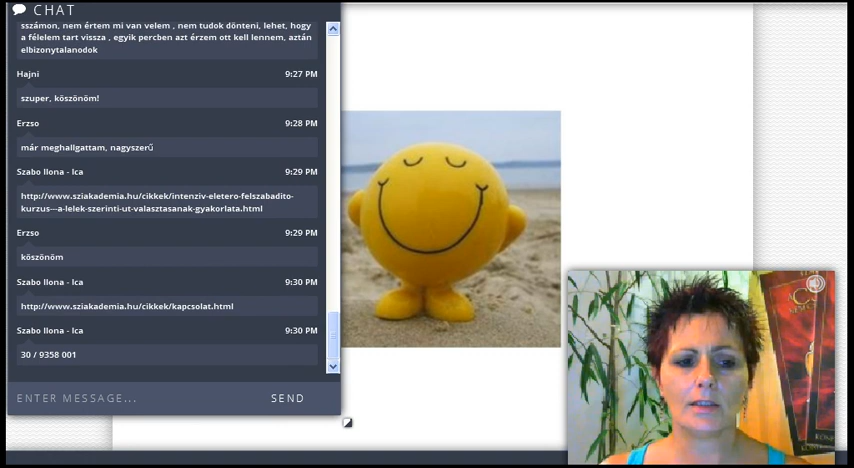 CHAT
sszámon, nem értem mi van velem , nem tudok dönteni, lehet, hogy
a félelem tart vissza , egyik percben azt érzem ott kell lennem, aztán
elbizonytalanodok
Hajni 9:27 PM
szuper, köszönöm!
Erzso 9:28 PM
már meghallgattam, nagyszerű
Szabo Ilona - Ica 9:29 PM
http://www.sziakademia.hu/cikkek/intenziv-eletero-felszabadito-
kurzus---a-lelek-szerinti-ut-valasztasanak-gyakorlata.html
Erzso 9:29 PM
köszönöm
Szabo Ilona - Ica 9:30 PM
http://www.sziakademia.hu/cikkek/kapcsolat.html
Szabo Ilona - Ica 9:30 PM
30 / 9358 001
ENTER MESSAGE... SEND